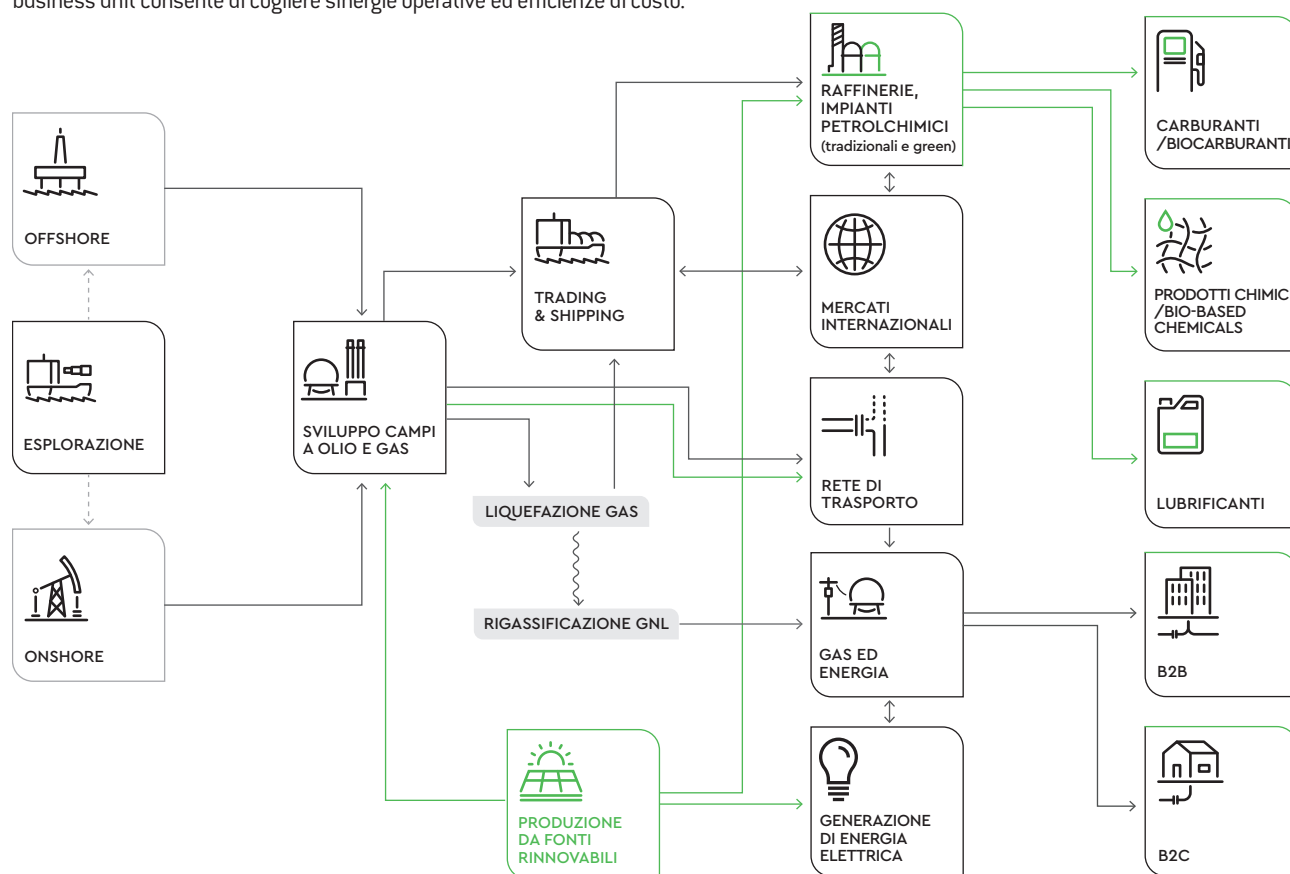 business unit consente di cogliere sinergie operative ed efficienze di costo.
OFFSHORE
ESPLORAZIONE
ONSHORE
SVILUPPO CAMPI
A OLIO E GAS
TRADING
& SHIPPING
LIQUEFAZIONE GAS
RIGASSIFICAZIONE GNL
PRODUZIONE
DA FONTI
RINNOVABILI
RAFFINERIE,
IMPIANTI
PETROLCHIMICI
(tradizionali e green)
MERCATI
INTERNAZIONALI
RETE DI
TRASPORTO
GAS ED
ENERGIA
GENERAZIONE
DI ENERGIA
ELETTRICA
CARBURANTI
/BIOCARBURANTI
PRODOTTI CHIMIC
/BIO-BASED
CHEMICALS
LUBRIFICANTI
B2B
B2C